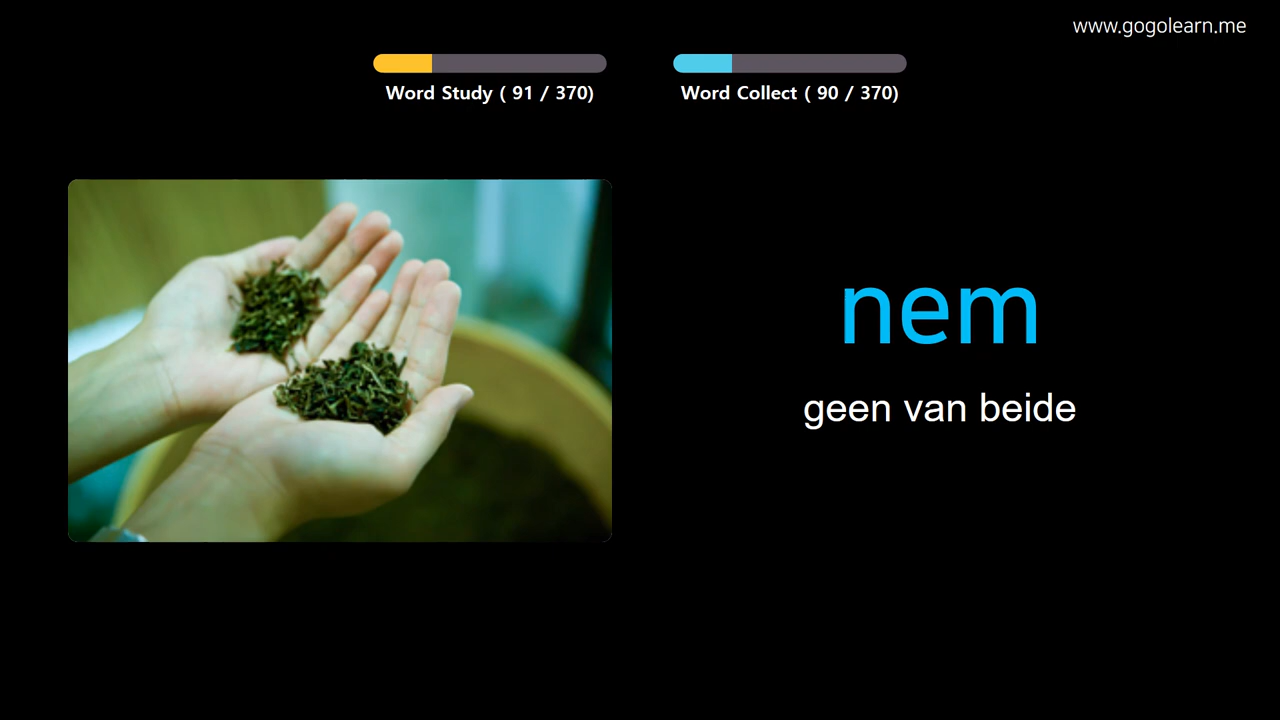 www.gogolearn.me
Word Study ( 91 / 370)
Word Collect ( 90 / 370)
nem
geen van beide